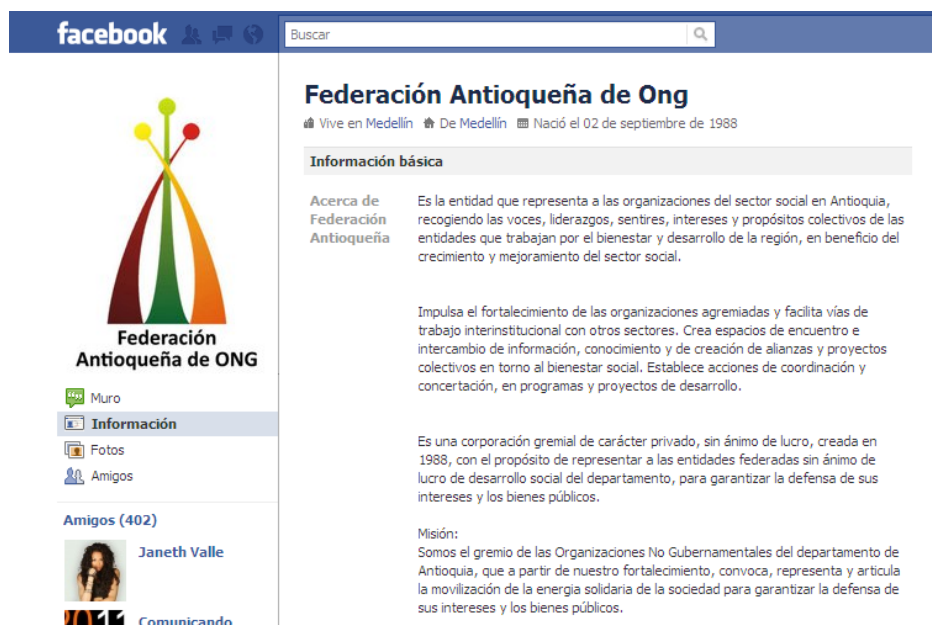 facebook
Buscar
Federación Antioqueña de Ong
Vive en Medellín De Medellín Nació el 02 de septiembre de 1988
Información básica
Acerca de
Federación
Antioqueña
Es la entidad que representa a las organizaciones del sector social en Antioquia,
recogiendo las voces, liderazgos, sentires, intereses y propósitos colectivos de las
entidades que trabajan por el bienestar y desarrollo de la región, en beneficio del
crecimiento y mejoramiento del sector social.
Impulsa el fortalecimiento de las organizaciones agremiadas y facilita vías de
trabajo interinstitucional con otros sectores. Crea espacios de encuentro e
intercambio de información, conocimiento y de creación de alianzas y proyectos
colectivos en torno al bienestar social. Establece acciones de coordinación y
concertación, en programas y proyectos de desarrollo.
Es una corporación gremial de carácter privado, sin ánimo de lucro, creada en
1988, con el propósito de representar a las entidades federadas sin ánimo de
lucro de desarrollo social del departamento, para garantizar la defensa de sus
intereses y los bienes públicos.
Misión:
Somos el gremio de las Organizaciones No Gubernamentales del departamento de
Antioquia, que a partir de nuestro fortalecimiento, convoca, representa y articula
la movilización de la energia solidaria de la sociedad para garantizar la defensa de
sus intereses y los bienes públicos.
Federación
Antioqueña de ONG
Muro
Información
Fotos
Amigos
Amigos (402)
Janeth Valle
2011
Comunicando